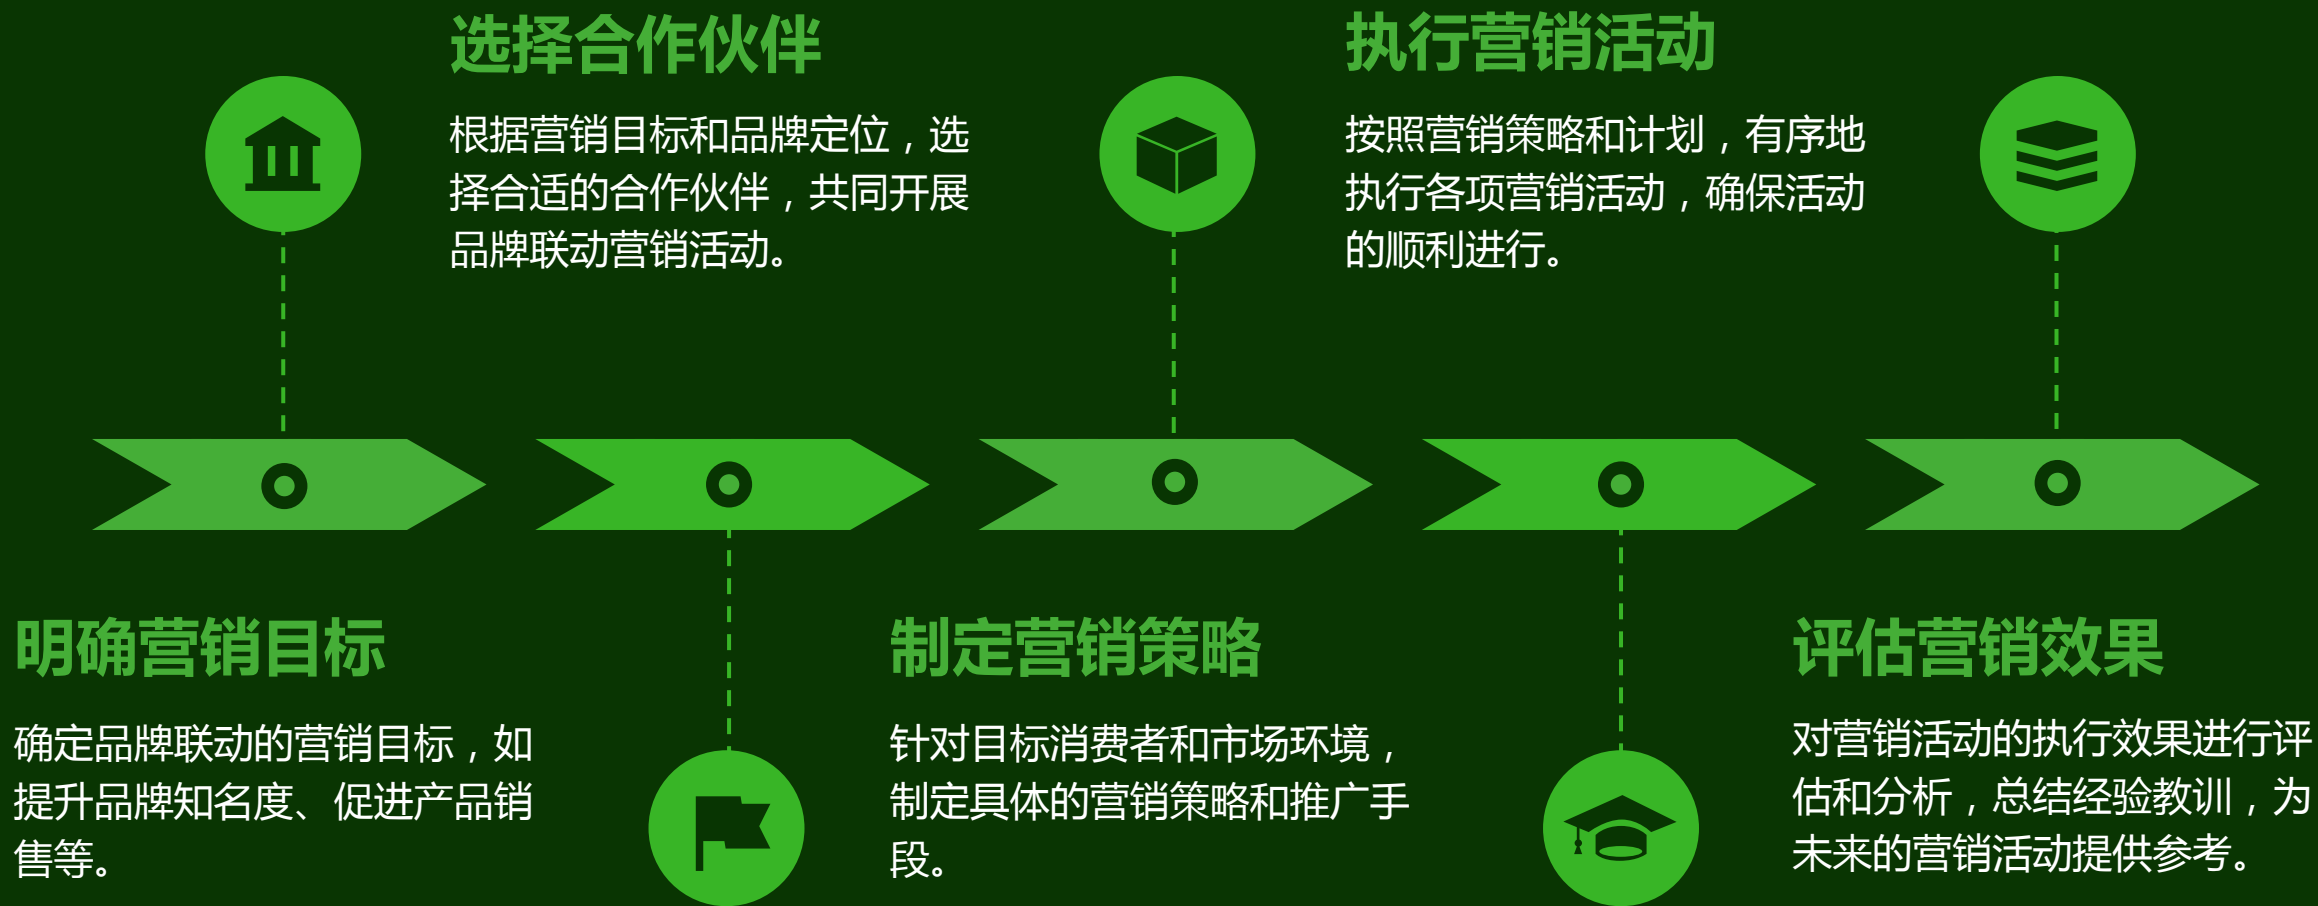 选择合作伙伴
根据营销目标和品牌定位，选
择合适的合作伙伴，共同开展
品牌联动营销活动。
执行营销活动
按照营销策略和计划，有序地
执行各项营销活动，确保活动
的顺利进行。
明确营销目标
确定品牌联动的营销目标，如
提升品牌知名度、促进产品销
售等。
制定营销策略
针对目标消费者和市场环境，
制定具体的营销策略和推广手
段。
评估营销效果
对营销活动的执行效果进行评
估和分析，总结经验教训，为
未来的营销活动提供参考。